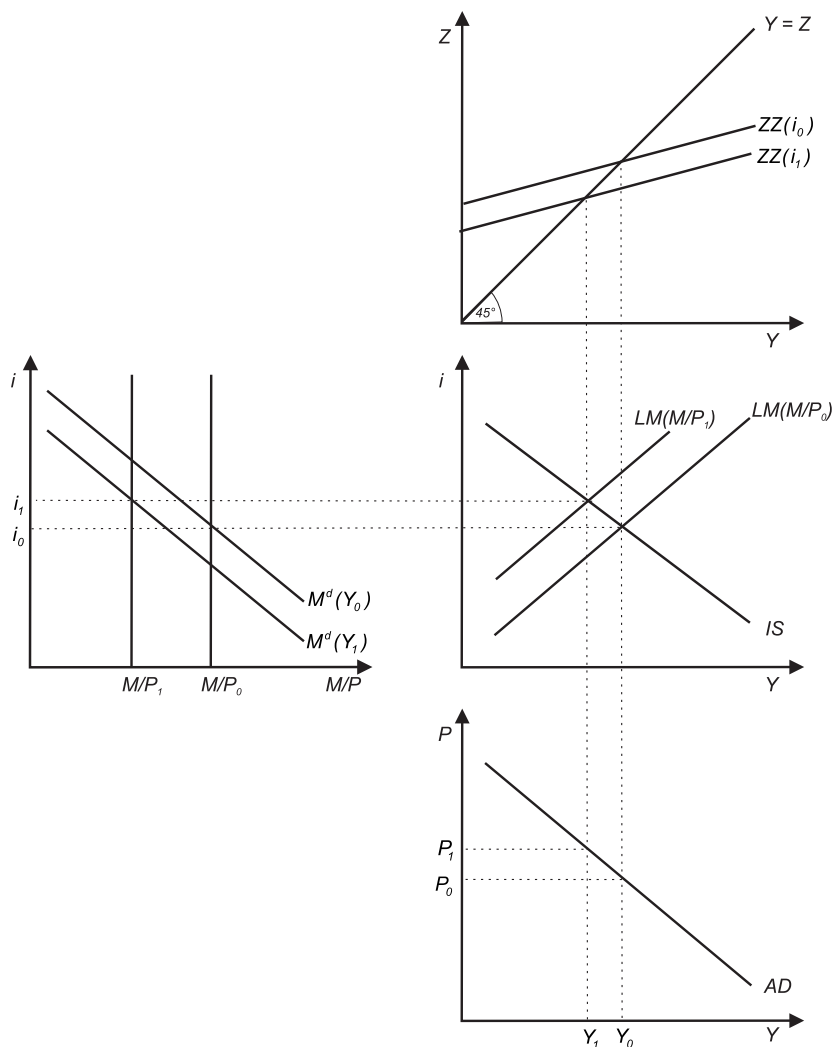 Z
Y = Z
ZZ(i₀)
ZZ(i₁)
45°
Y
i
i₁
i₀
Mᵈ(Y₀)
Mᵈ(Y₁)
M/P₁
M/P₀
M/P
i
LM(M/P₁)
LM(M/P₀)
IS
Y
P
P₁
P₀
AD
Y₁
Y₀
Y